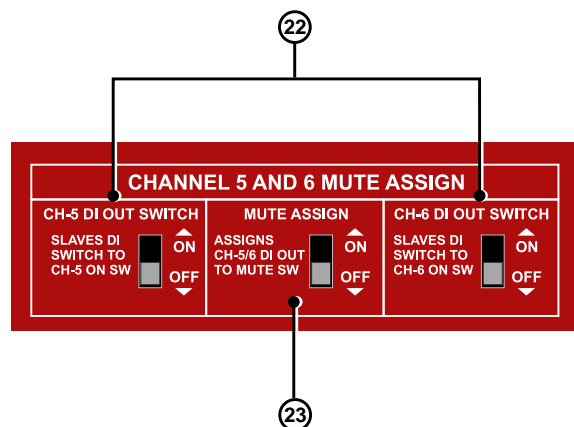 22
CHANNEL 5 AND 6 MUTE ASSIGN
CH-5 DI OUT SWITCH
SLAVES DI
SWITCH TO
CH-5 ON SW
ON
OFF
MUTE ASSIGN
ASSIGNS
CH-5/6 DI OUT
TO MUTE SW
ON
OFF
CH-6 DI OUT SWITCH
SLAVES DI
SWITCH TO
CH-6 ON SW
ON
OFF
23